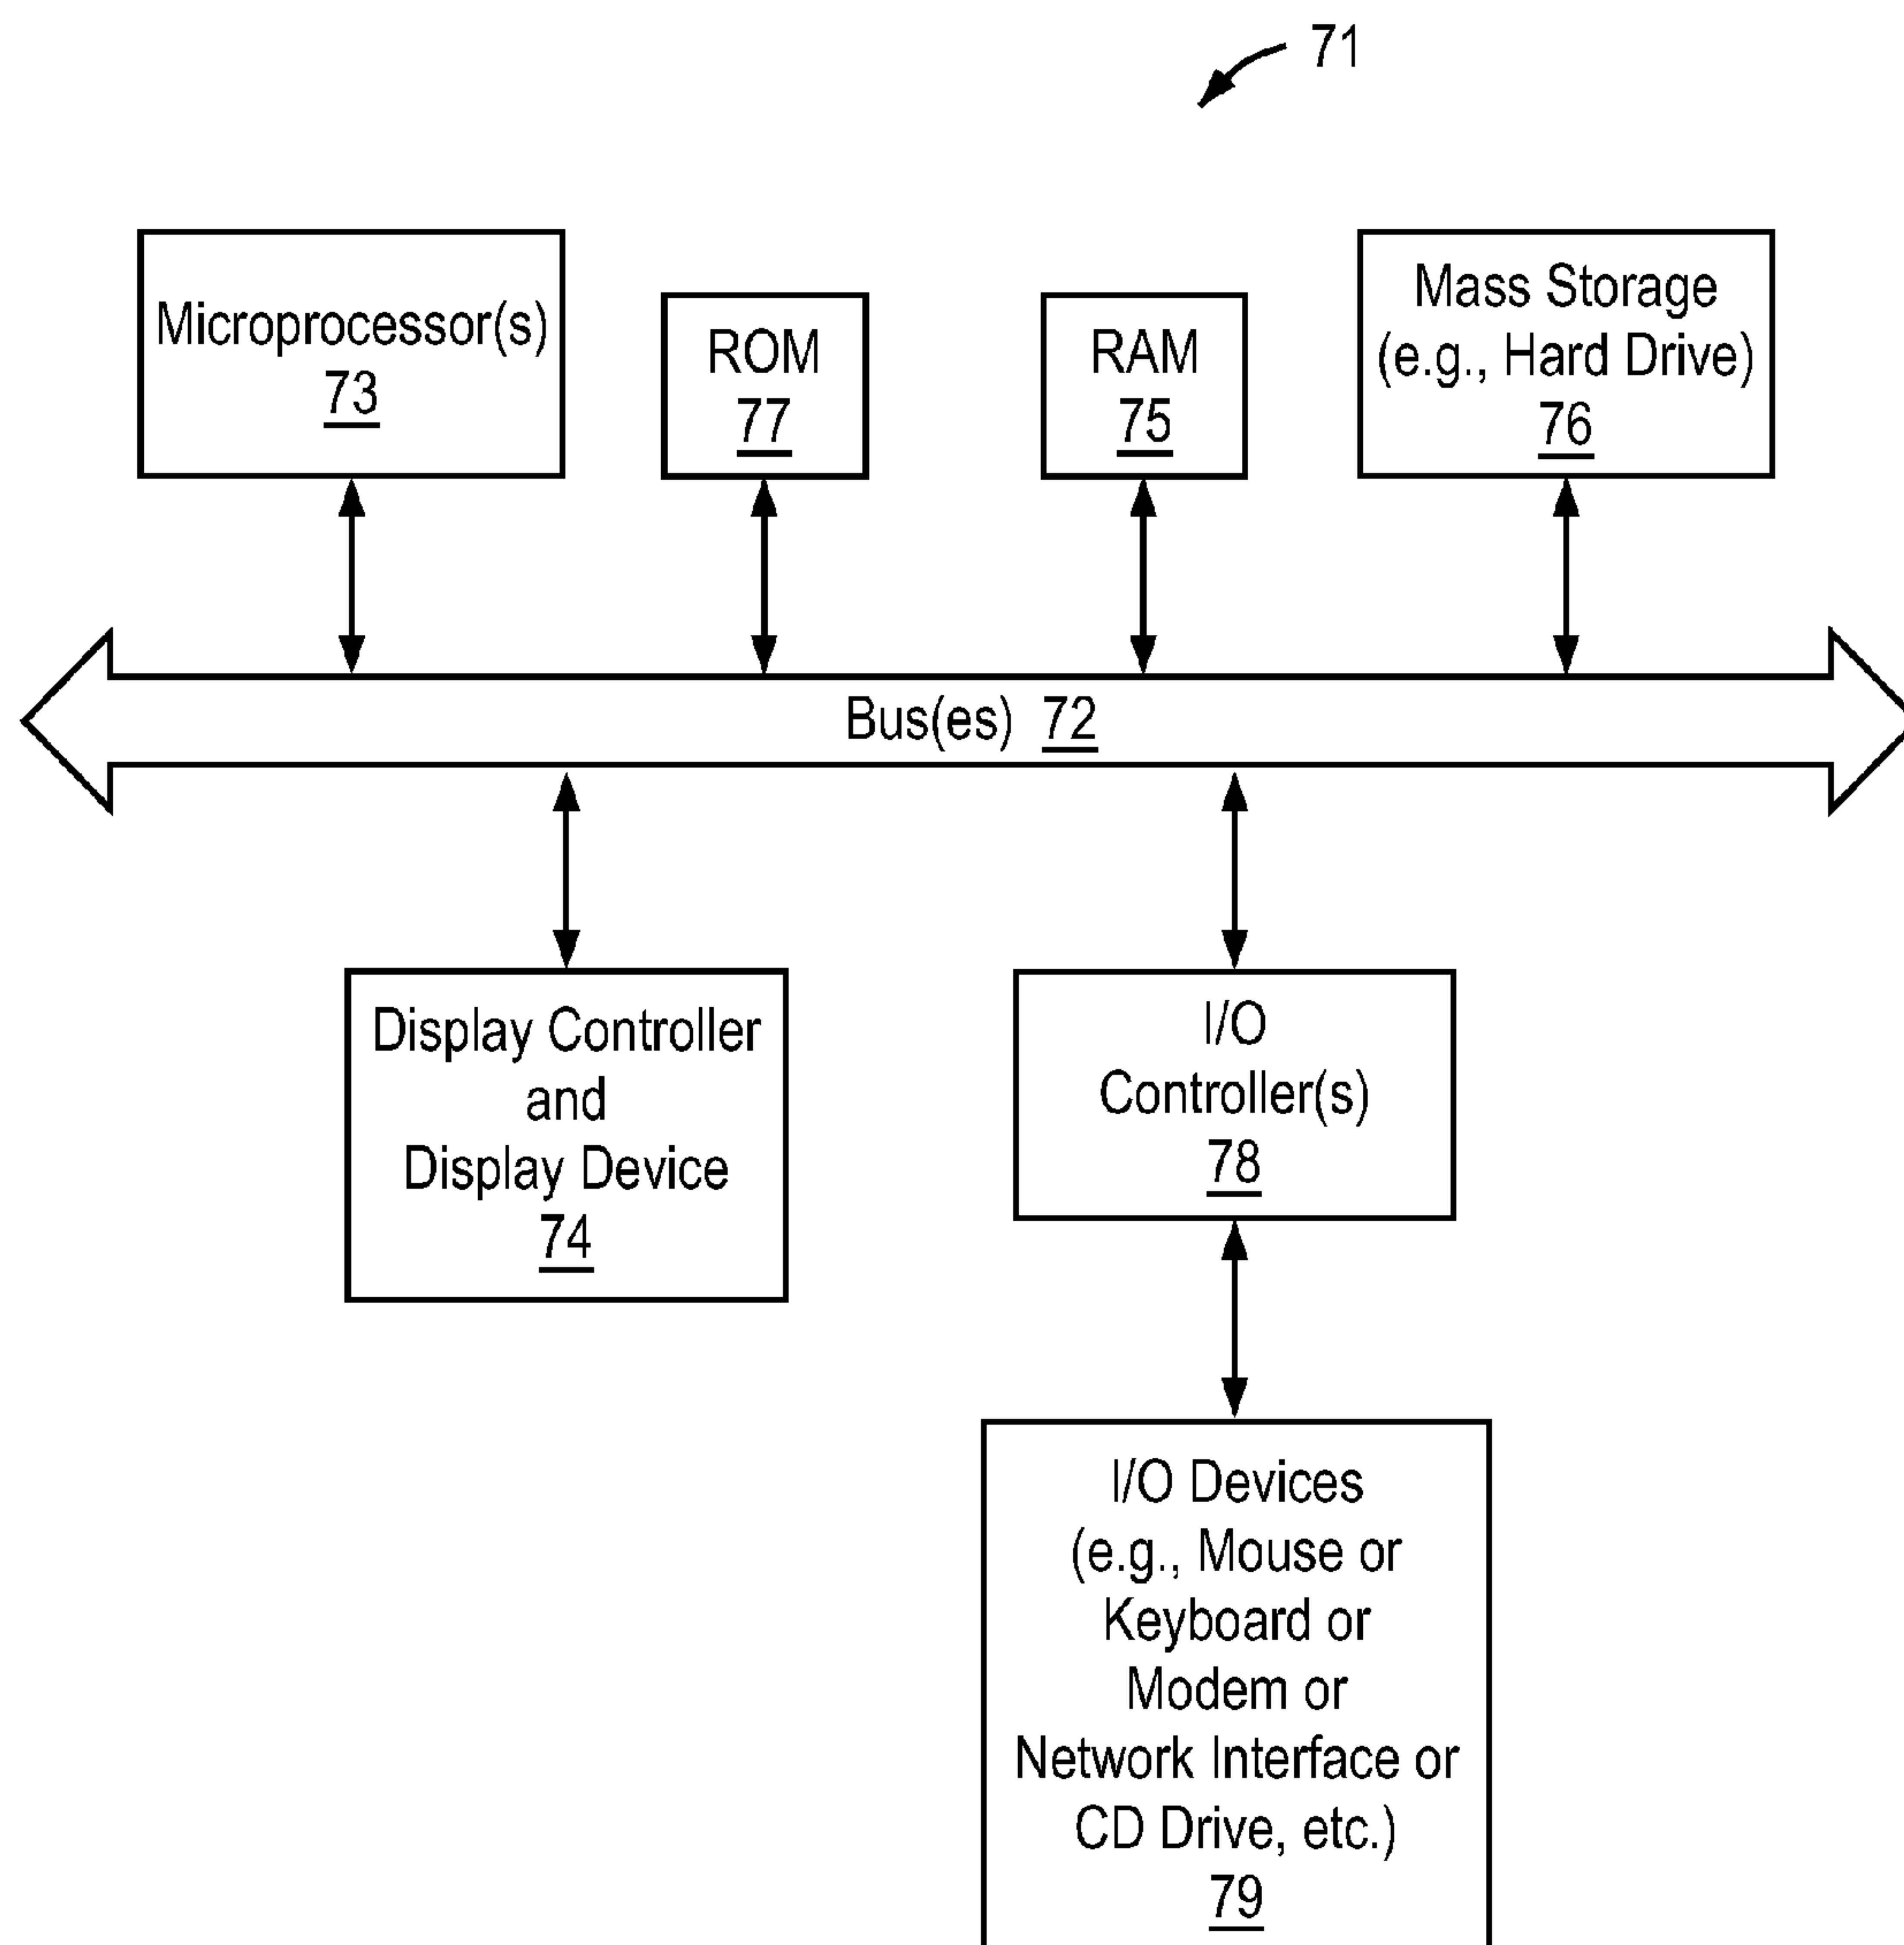 71
Microprocessor(s)
73
ROM
77
RAM
75
Mass Storage
(e.g., Hard Drive)
76
Bus(es) 72
Display Controller
and
Display Device
74
I/O
Controller(s)
78
I/O Devices
(e.g., Mouse or
Keyboard or
Modem or
Network Interface or
CD Drive, etc.)
79